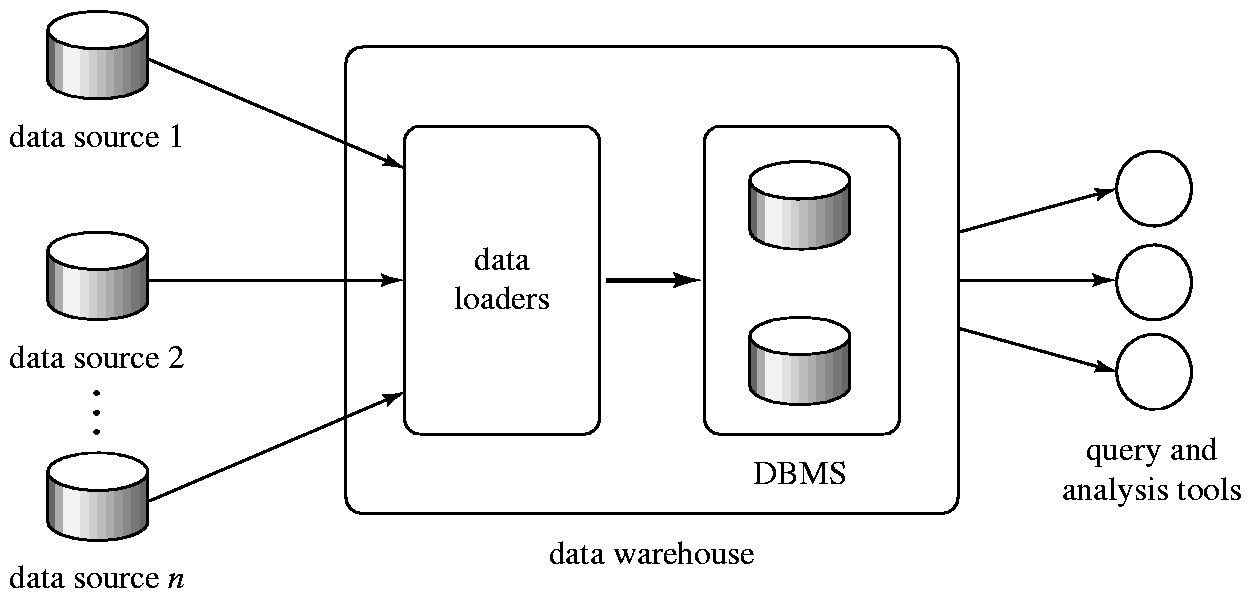 data source 1
data source 2
data source n
data
loaders
DBMS
data warehouse
query and
analysis tools